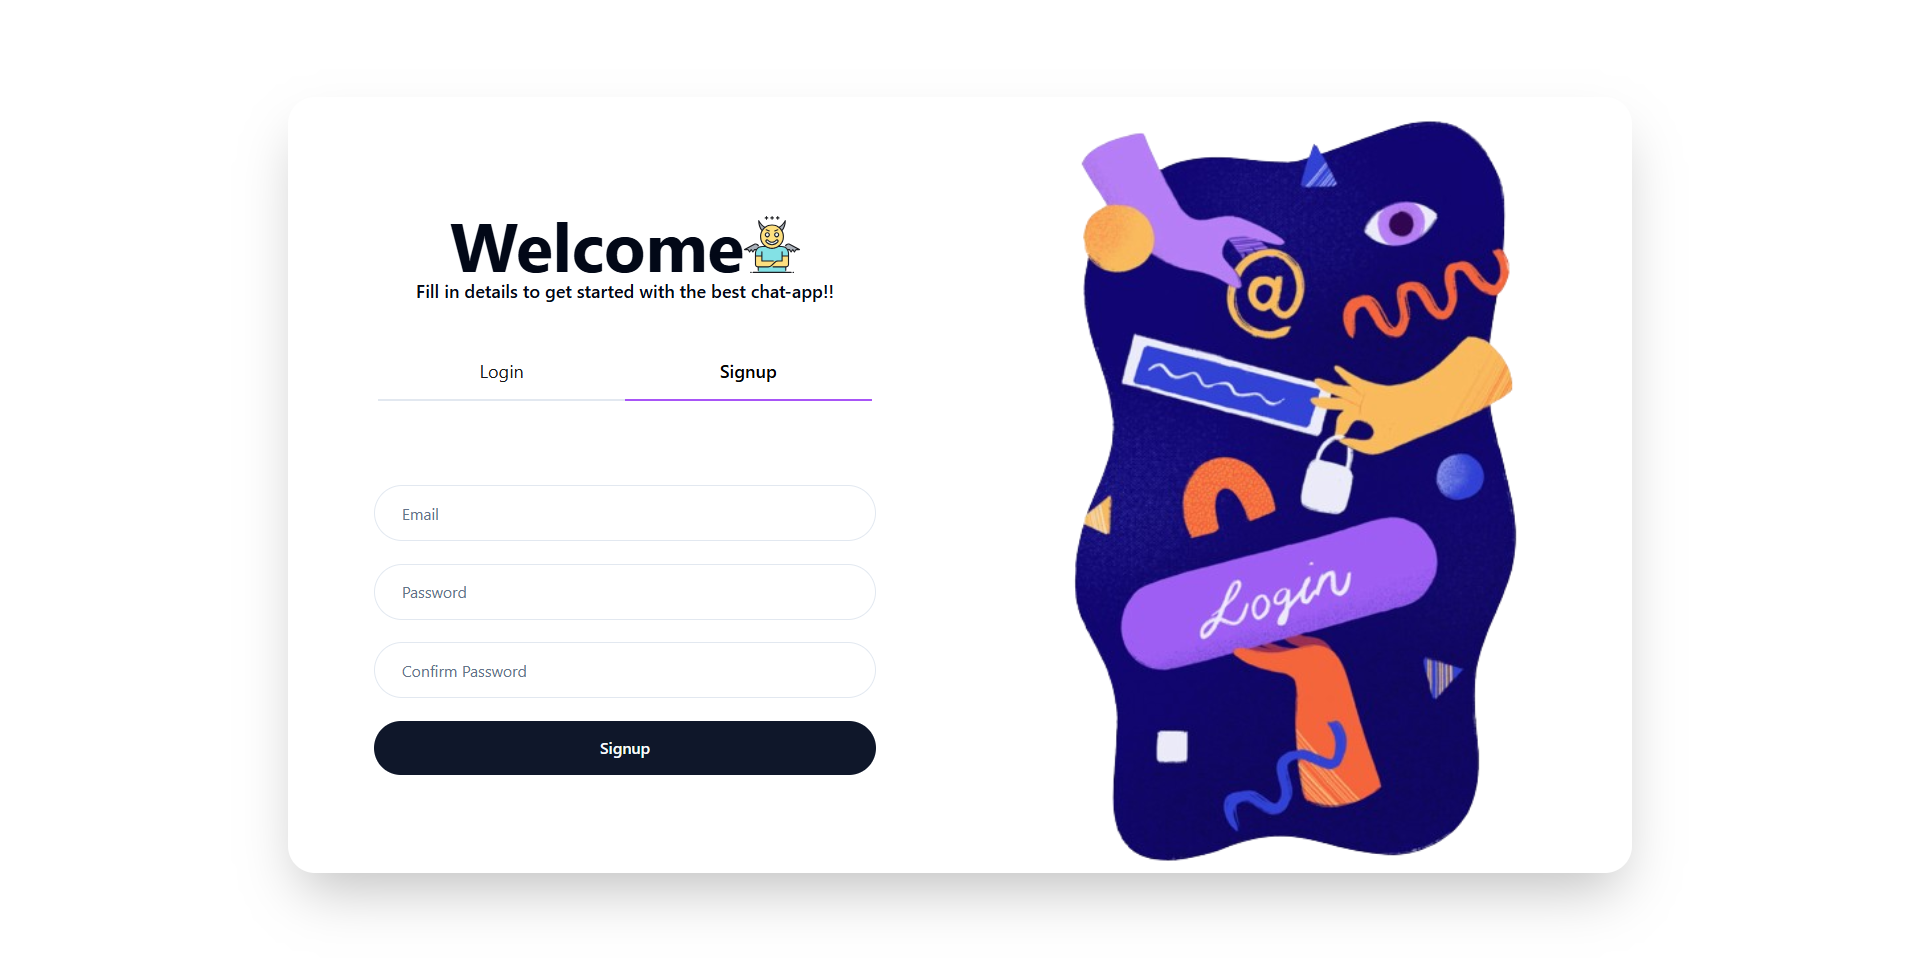 Welcome
Fill in details to get started with the best chat-app!!
Login
Signup
Email
Password
Confirm Password
Signup
@
Login